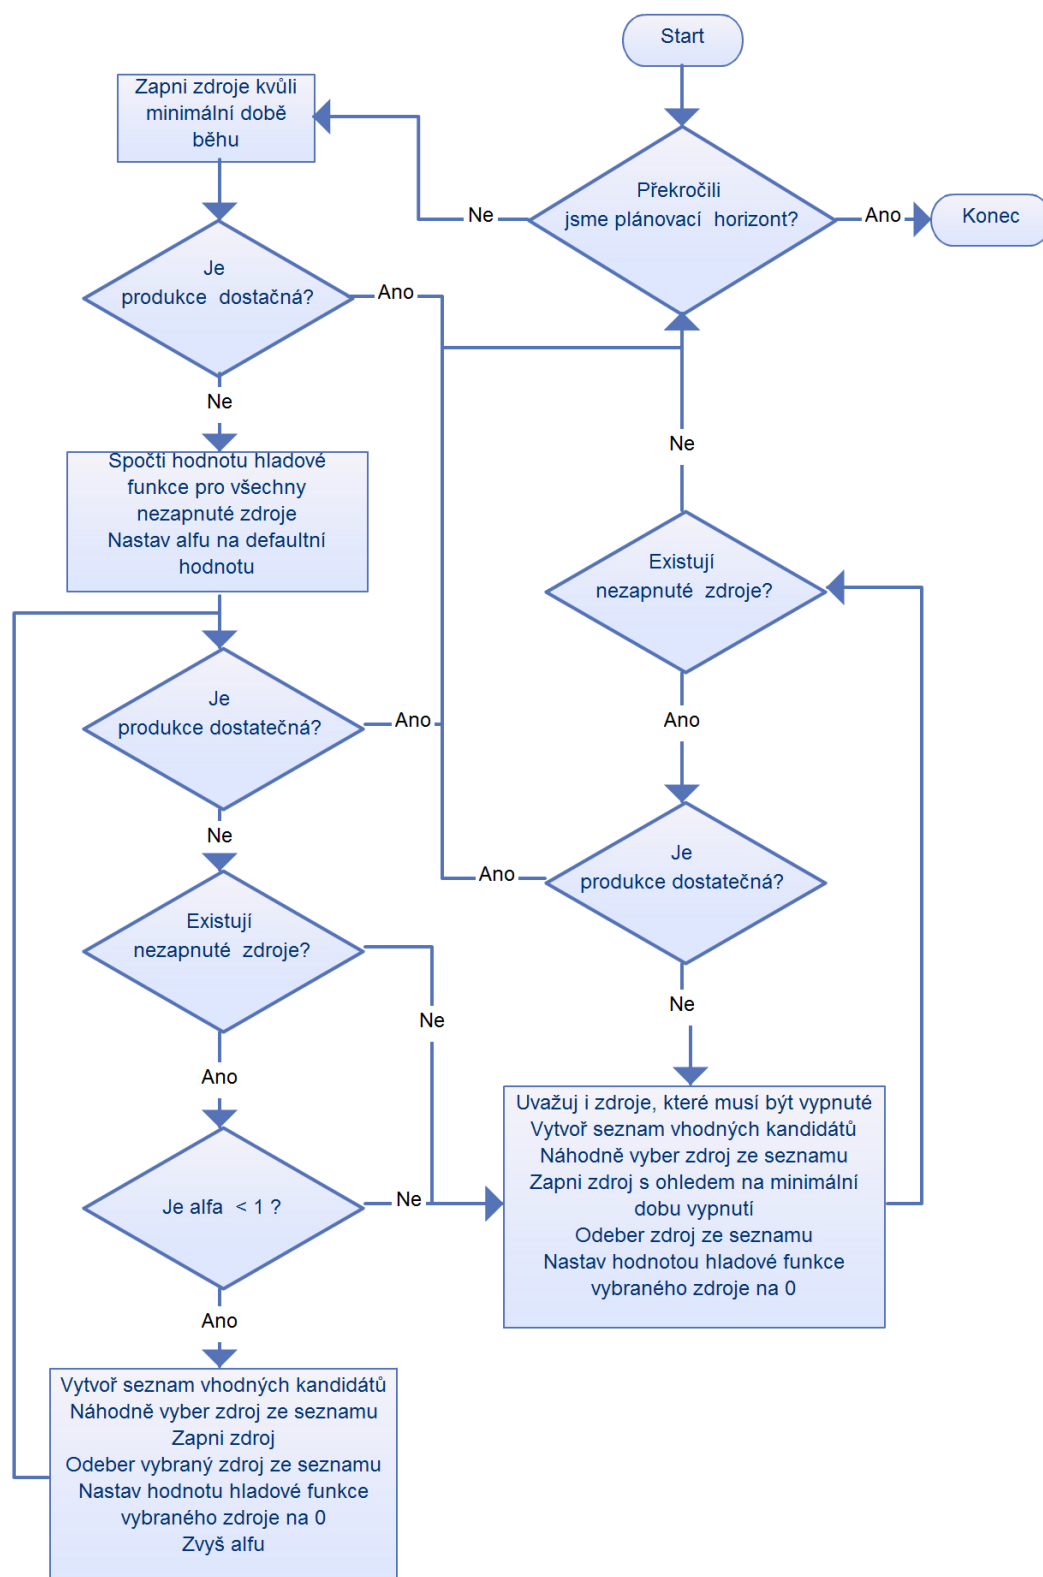 Start
Zapni zdroje kvůli
minimální době
běhu
Překročili
jsme plánovací horizont?
Ne
Ano
Konec
Je
produkce dostačná?
Ano
Ne
Spočti hodnotu hladové
funkce pro všechny
nezapnuté zdroje
Nastav alfu na defaultní
hodnotu
Ne
Existují
nezapnuté zdroje?
Je
produkce dostatečná?
Ano
Ano
Ne
Je
produkce dostatečná?
Ano
Existují
nezapnuté zdroje?
Ne
Ne
Ano
Uvažuj i zdroje, které musí být vypnuté
Vytvoř seznam vhodných kandidátů
Náhodně vyber zdroj ze seznamu
Zapni zdroj s ohledem na minimální
dobu vypnutí
Odeber zdroj ze seznamu
Nastav hodnotou hladové funkce
vybraného zdroje na 0
Je alfa < 1 ?
Ne
Ano
Vytvoř seznam vhodných kandidátů
Náhodně vyber zdroj ze seznamu
Zapni zdroj
Odeber vybraný zdroj ze seznamu
Nastav hodnotu hladové funkce
vybraného zdroje na 0
Zvyš alfu